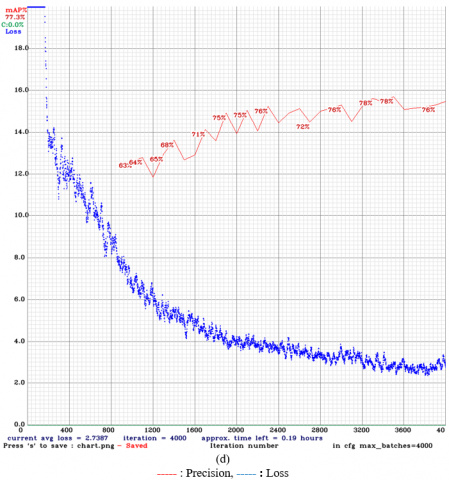 mAP%
77.3%
C:0.0%
Loss
18.0
16.0
14.0
12.0
10.0
8.0
6.0
4.0
2.0
0.0
63% 64% 65% 68% 71% 75% 75% 76% 72% 76% 78% 78% 76%
400 800 1200 1600 2000 2400 2800 3200 3600 40
current avg loss = 2.7387 iteration = 4000 approx. time left = 0.19 hours
Press 's' to save : chart.png - Saved Iteration number in cfg max_batches=4000
(d)
----- : Precision, ----- : Loss